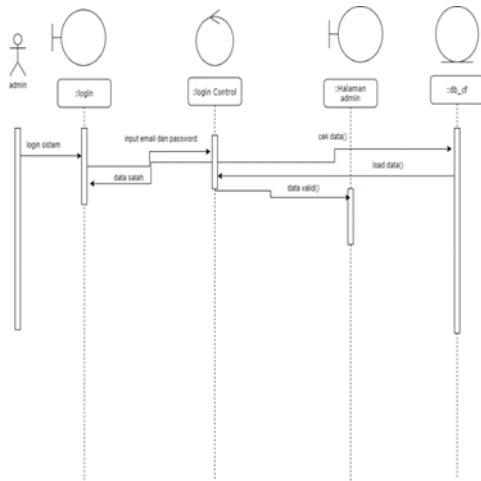 admin
:login
:login Control
:Halaman
admin
:db_cf
login sistem
input email dan password
cek data()
data salah
load data()
data valid()